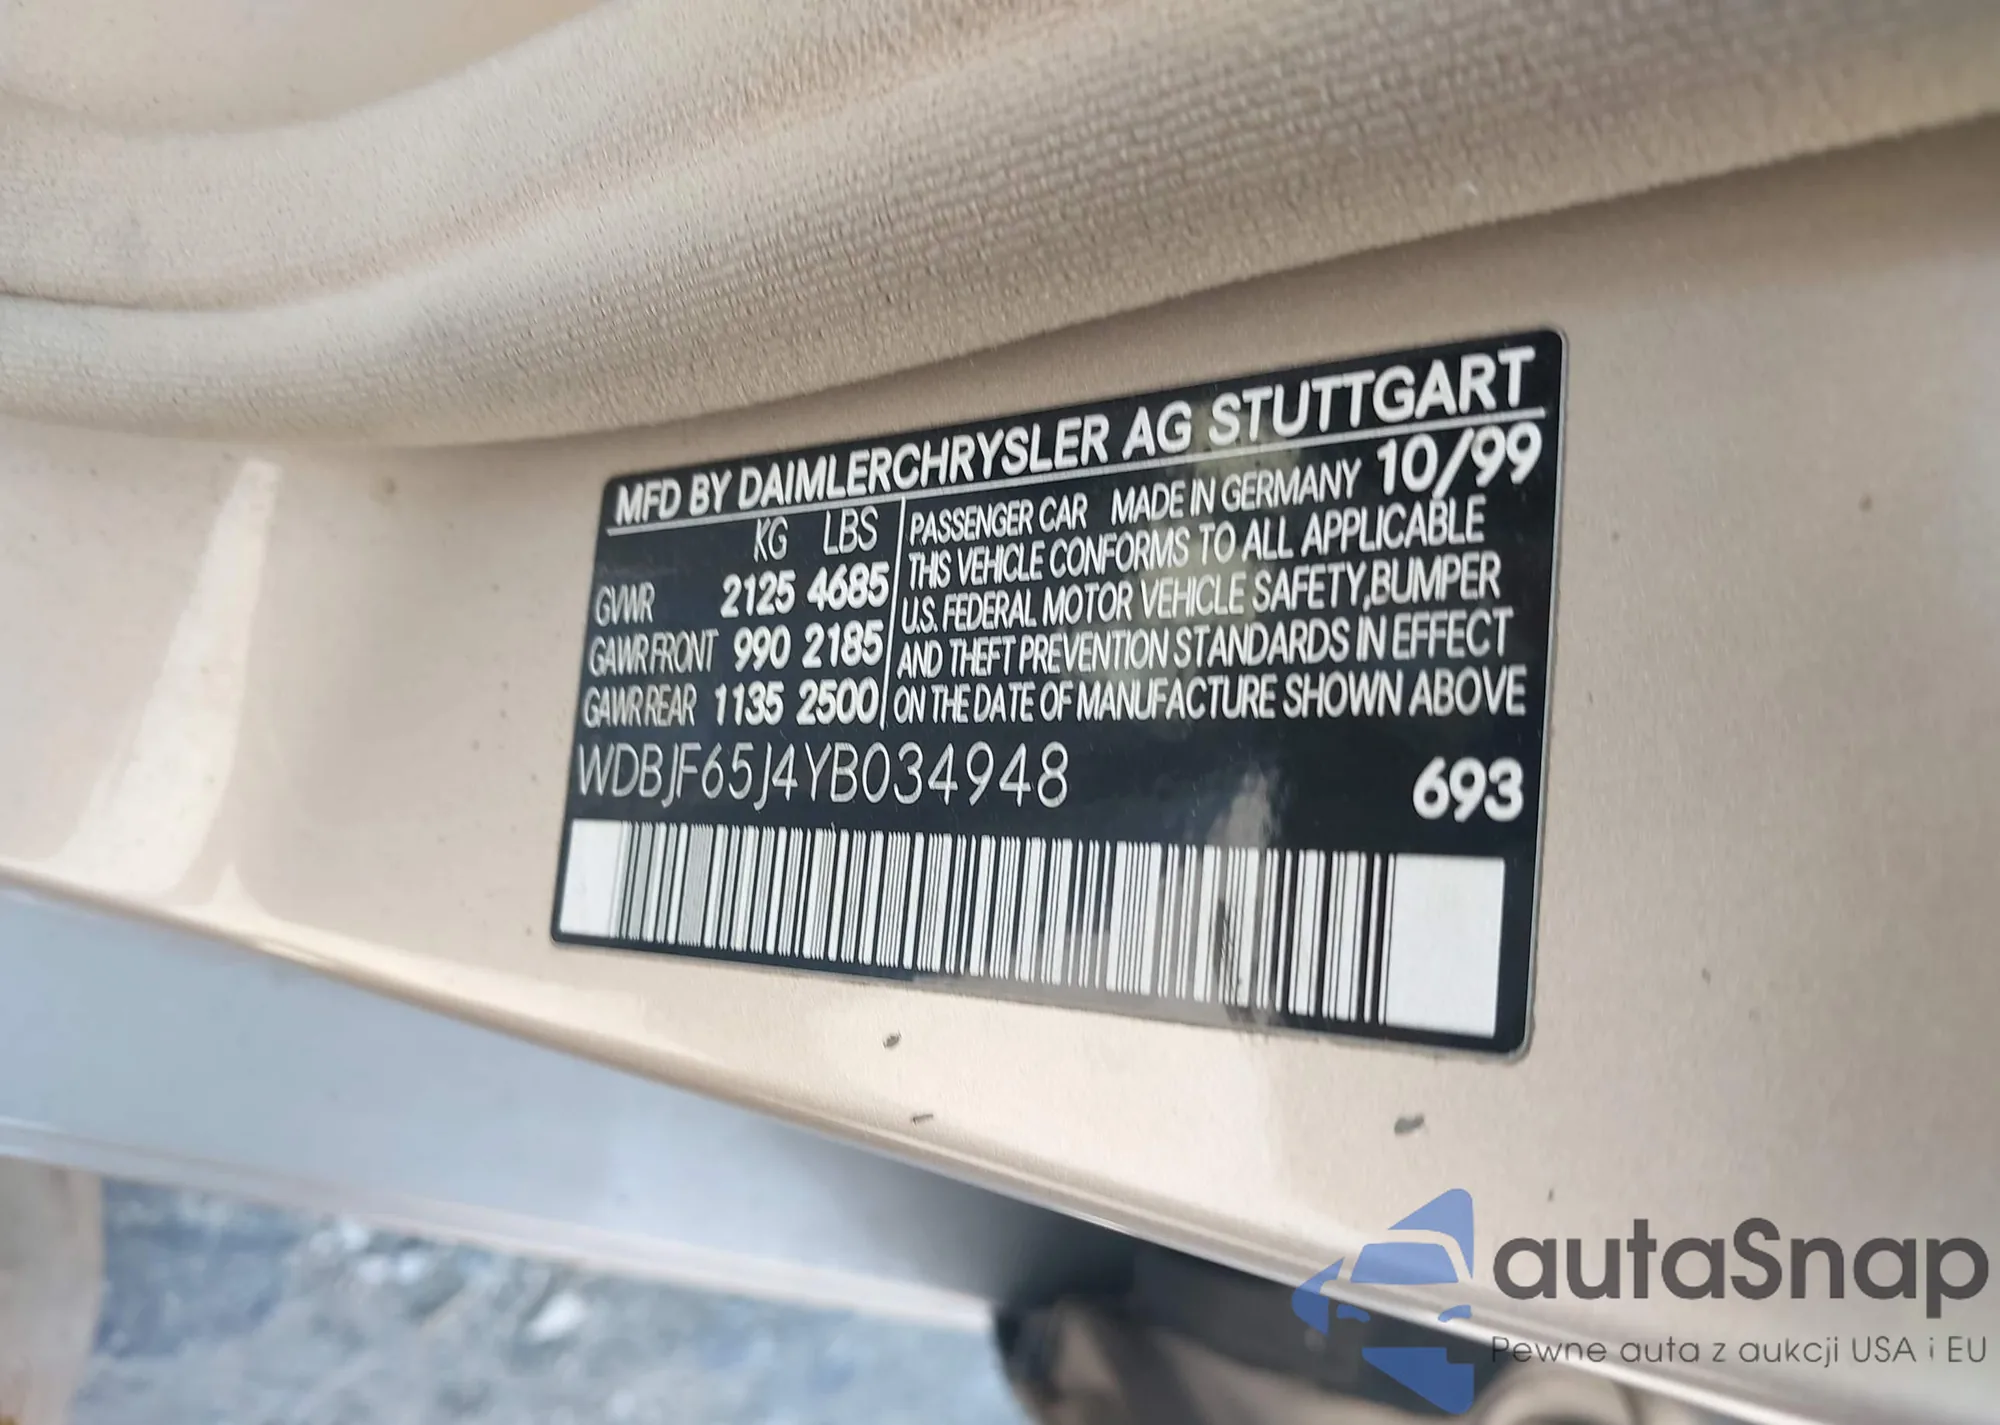 MFD BY DAIMLERCHRYSLER AG STUTTGART
KG LBS
GVWR 2125 4685
GAWR FRONT 990 2185
GAWR REAR 1135 2500
PASSENGER CAR MADE IN GERMANY 10/99
THIS VEHICLE CONFORMS TO ALL APPLICABLE
U.S. FEDERAL MOTOR VEHICLE SAFETY,BUMPER
AND THEFT PREVENTION STANDARDS IN EFFECT
ON THE DATE OF MANUFACTURE SHOWN ABOVE
WDBJF65J4YB034948 693
autaSnap
Pewne auta z aukcji USA i EU